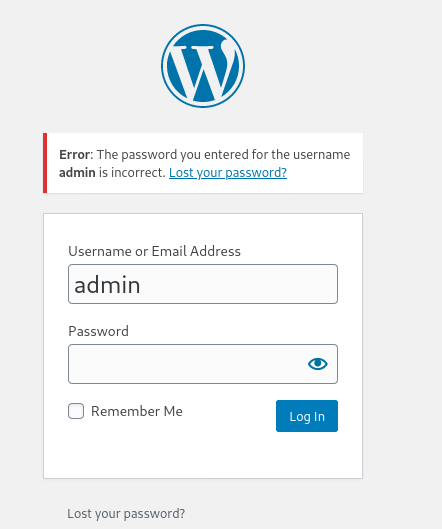 Error: The password you entered for the username
admin is incorrect. Lost your password?
Username or Email Address
admin
Password
Remember Me
Log In
Lost your password?